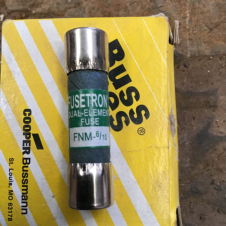 FUSETRON
DUAL-ELEMENT
FUSE
FNM-6/10
BUSS
COOPER Bussmann
St. Louis, MO 63178